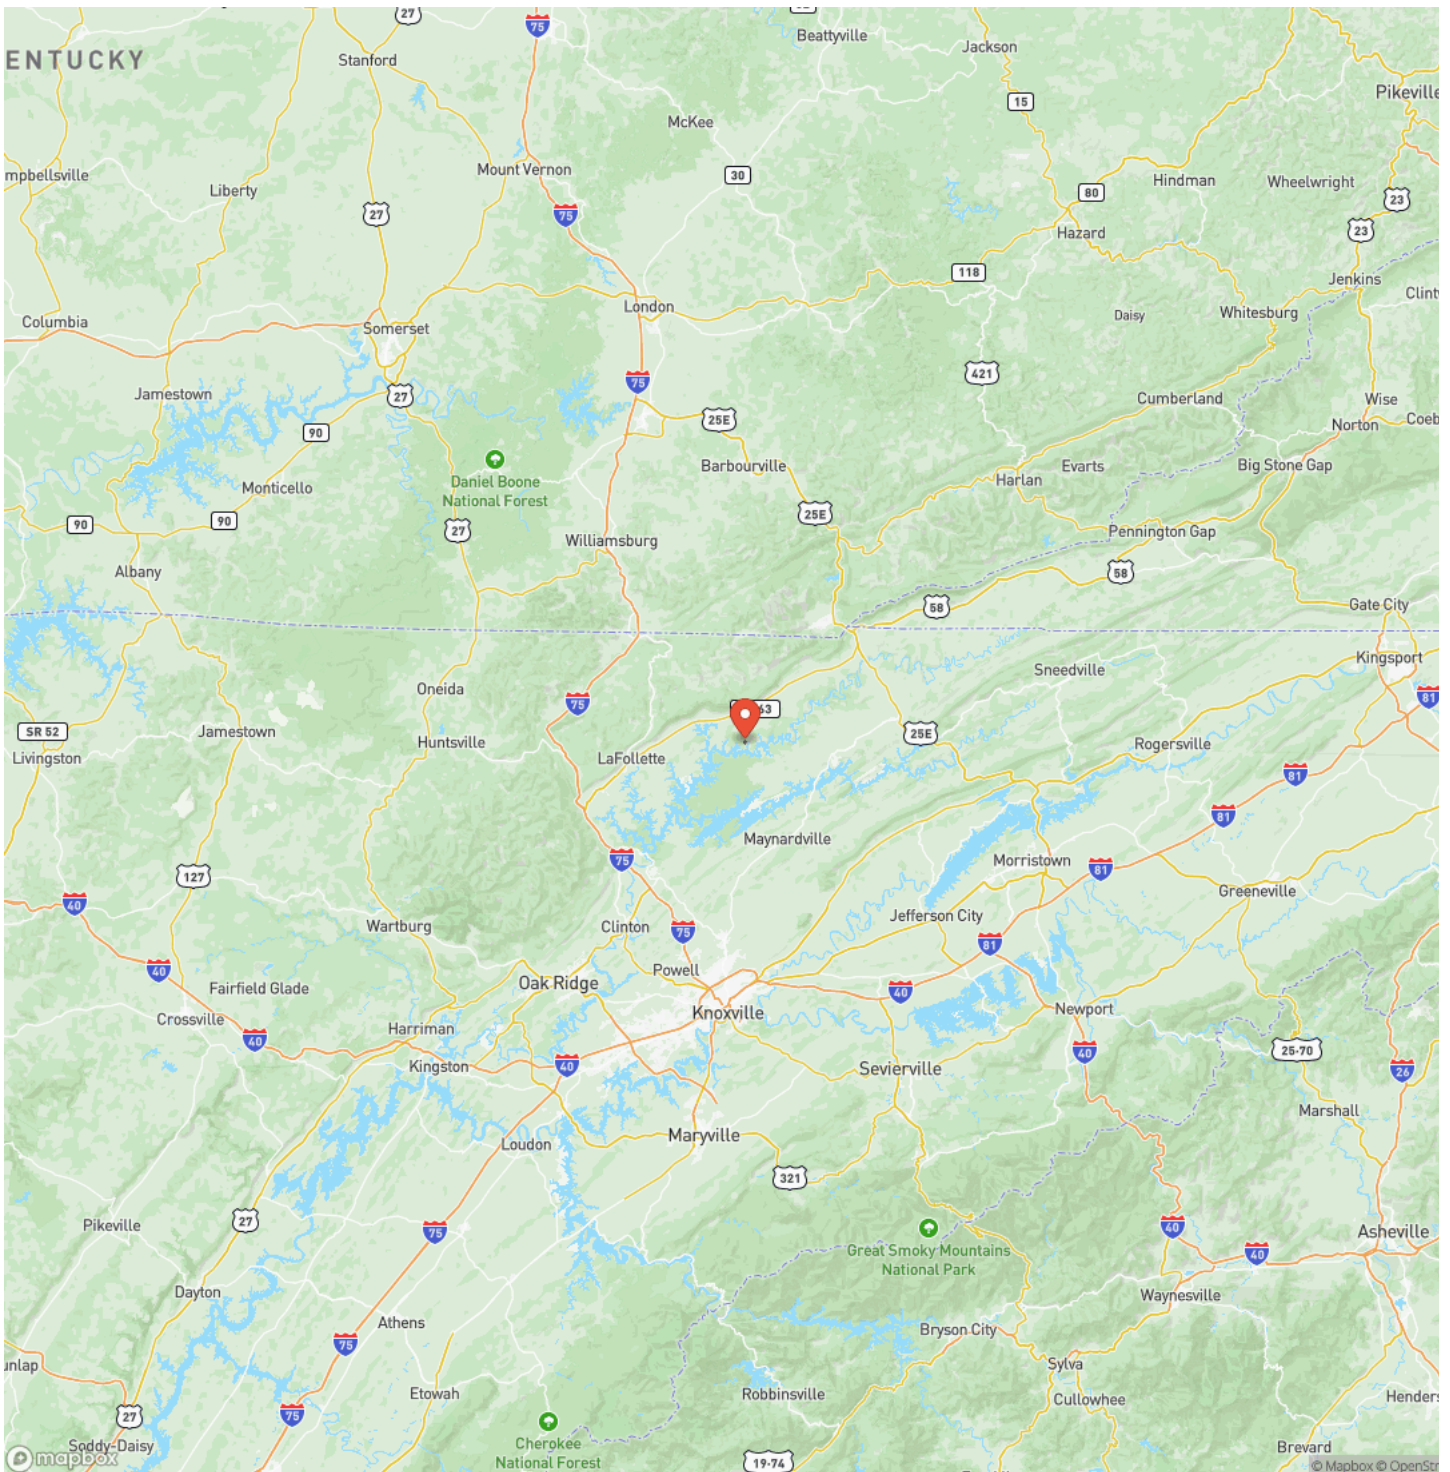 27
75
Beattyville
Jackson
ENTUCKY
Stanford
15
Pikeville
McKee
mpbellsville
Liberty
Mount Vernon
30
80
Hindman
Wheelwright
23
27
75
Hazard
23
118
Jenkins
Clint
Columbia
Somerset
London
Daisy
Whitesburg
421
75
Jamestown
27
Cumberland
Wise
90
25E
Norton
Coeb
Barbourville
Evarts
Big Stone Gap
Daniel Boone
National Forest
Monticello
Harlan
90
90
27
25E
Williamsburg
Pennington Gap
Albany
58
58
Gate City
Kingsport
Sneedville
Oneida
75
63
81
SR 52
Jamestown
Huntsville
25E
Rogersville
Livingston
LaFollette
81
81
Maynardville
75
Morristown
81
127
Greeneville
40
Wartburg
Clinton
75
Jefferson City
81
40
Powell
Oak Ridge
Fairfield Glade
40
Crossville
Knoxville
Newport
40
Harriman
25-70
40
Kingston
40
Sevierville
26
Marshall
Loudon
Maryville
321
Pikeville
27
75
40
Asheville
Great Smoky Mountains
National Park
40
Dayton
Waynesville
Athens
75
Bryson City
unlap
Sylva
Etowah
Robbinsville
Cullowhee
Henders
27
75
Soddy-Daisy
Cherokee
National Forest
Brevard
mapbox
19-74
© Mapbox © OpenStr